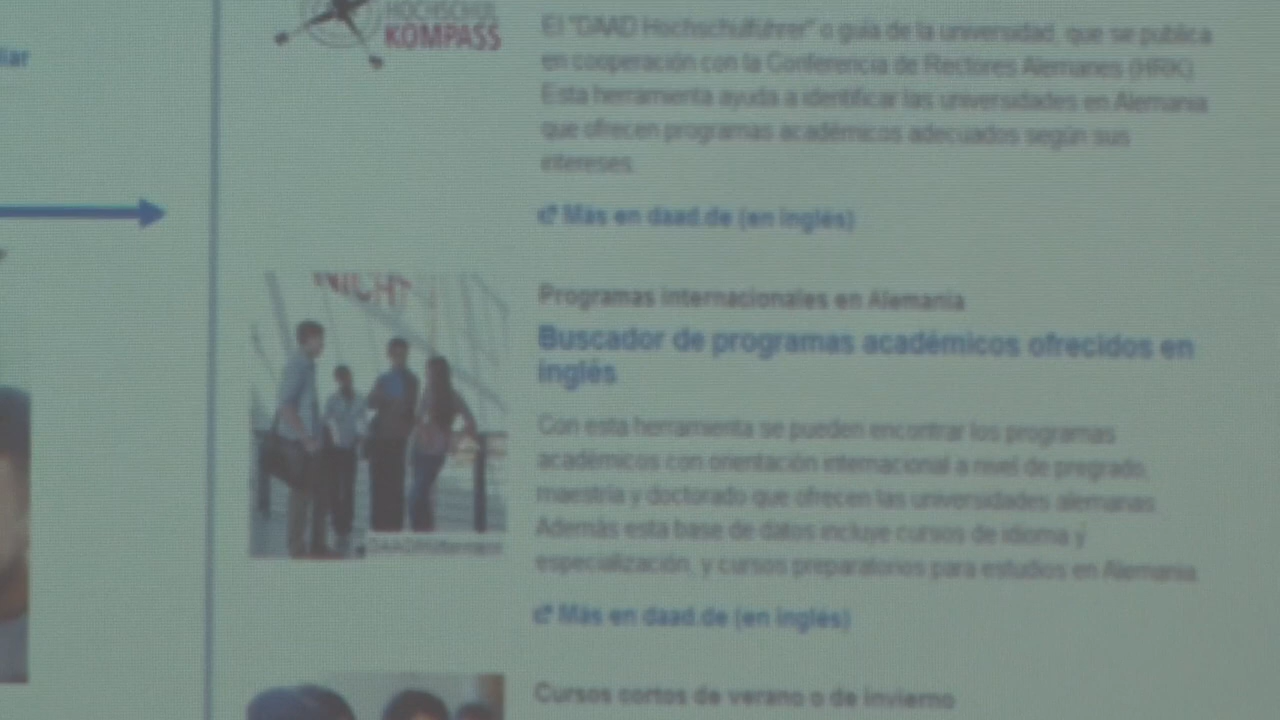 llar
HOCHSCHUL
KOMPASS
El "DAAD Hochschulführer" o guía de la universidad, que se publica
en cooperación con la Conferencia de Rectores Alemanes (HRK).
Esta herramienta ayuda a identificar las universidades en Alemania
que ofrecen programas académicos adecuados según sus
intereses.
Más en daad.de (en inglés)
Programas internacionales en Alemania
Buscador de programas académicos ofrecidos en
inglés
Con esta herramienta se pueden encontrar los programas
académicos con orientación internacional a nivel de pregrado,
maestría y doctorado que ofrecen las universidades alemanas.
Además esta base de datos incluye cursos de idioma y
especialización, y cursos preparatorios para estudios en Alemania.
Más en daad.de (en inglés)
Cursos cortos de verano o de invierno